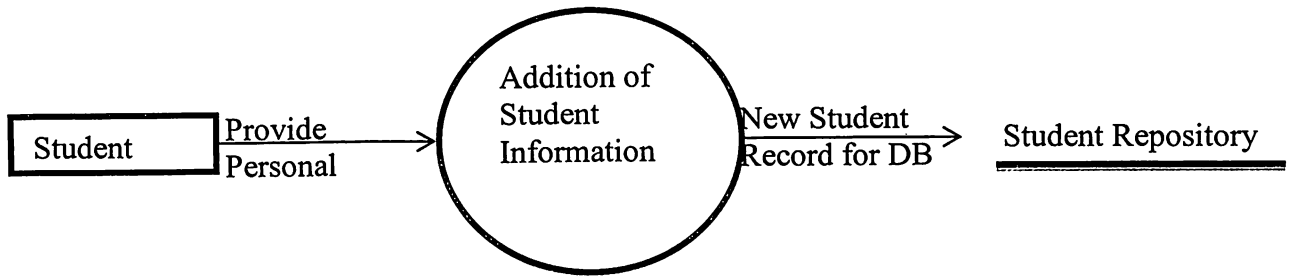 Student
Provide
Personal
Addition of
Student
Information
New Student
Record for DB
Student Repository